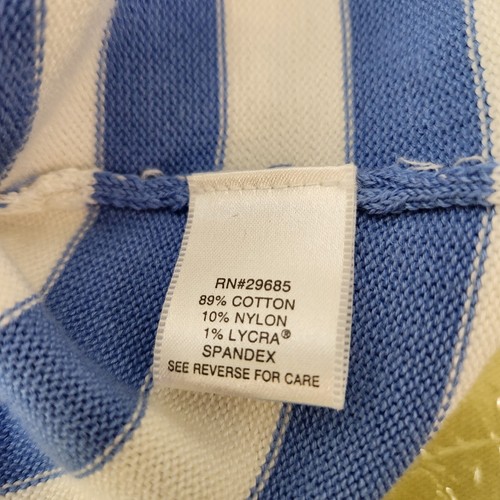 RN#29685
89% COTTON
10% NYLON
1% LYCRA®
SPANDEX
SEE REVERSE FOR CARE